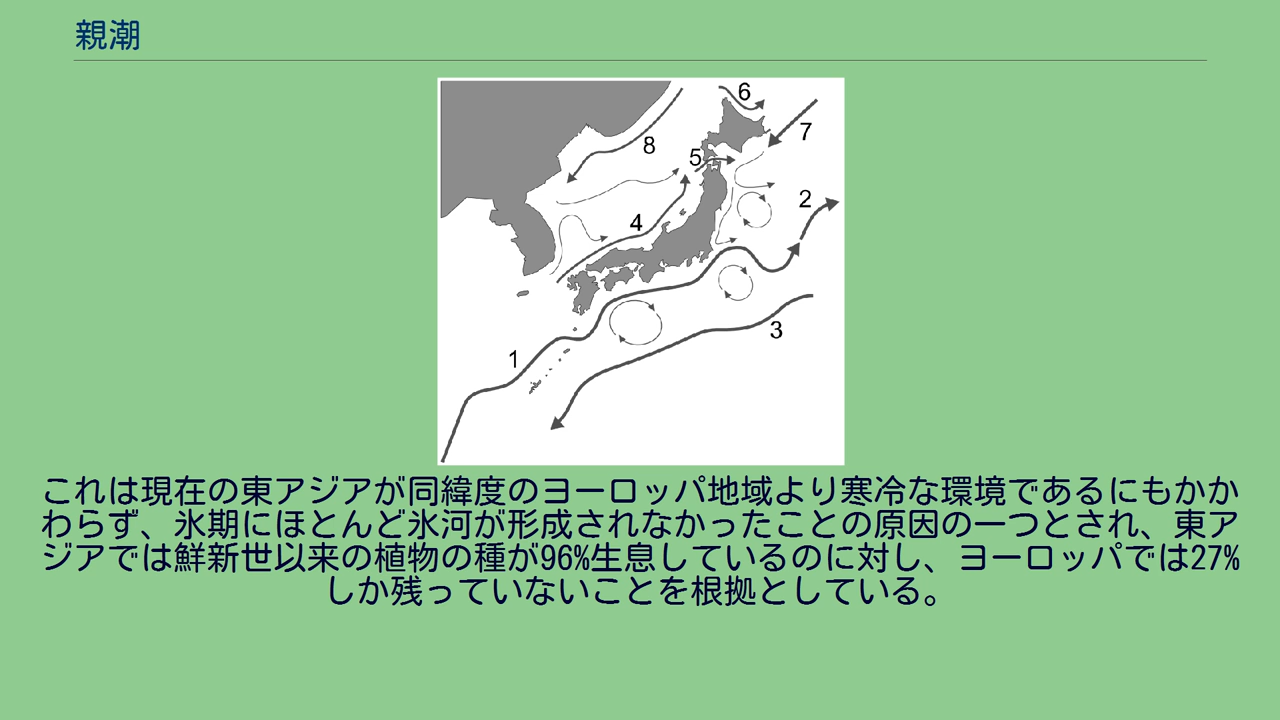 親潮
6
7
8
5
2
4
3
1
これは現在の東アジアが同緯度のヨーロッパ地域より寒冷な環境であるにもかか
わらず、氷期にほとんど氷河が形成されなかったことの原因の一つとされ、東ア
ジアでは鮮新世以来の植物の種が96%生息しているのに対し、ヨーロッパでは27%
しか残っていないことを根拠としている。